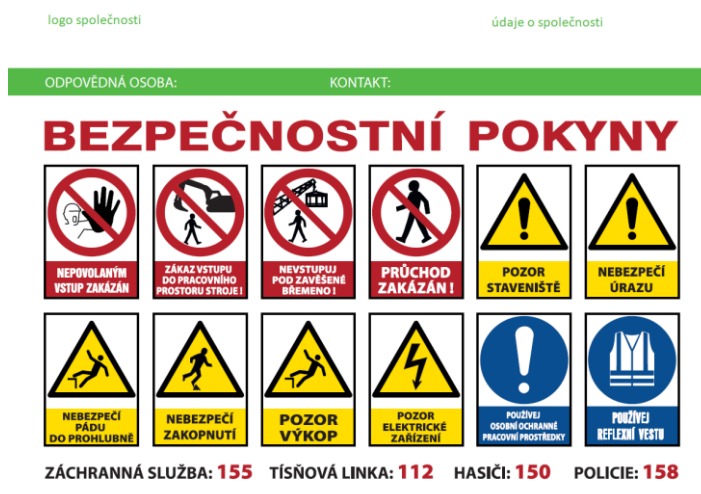 logo společnosti
údaje o společnosti
ODPOVĚDNÁ OSOBA: KONTAKT:
BEZPEČNOSTNÍ POKYNY
NEPOVOLANÝM
VSTUP ZAKÁZÁN
ZÁKAZ VSTUPU
DO PRACOVNÍHO
PROSTORU STROJE !
NEVSTUPUJ
POD ZAVĚŠENÉ
BŘEMENO !
PRŮCHOD
ZAKÁZÁN !
POZOR
STAVENIŠTĚ
NEBEZPEČÍ
ÚRAZU
NEBEZPEČÍ
PÁDU
DO PROHLUBNĚ
NEBEZPEČÍ
ZAKOPNUTÍ
POZOR
VÝKOP
POZOR
ELEKTRICKÉ
ZAŘÍZENÍ
POUŽÍVEJ
OSOBNÍ OCHRANNÉ
PRACOVNÍ PROSTŘEDKY
POUŽÍVEJ
REFLEXNÍ VESTU
ZÁCHRANNÁ SLUŽBA: 155 TÍSŇOVÁ LINKA: 112 HASIČI: 150 POLICIE: 158